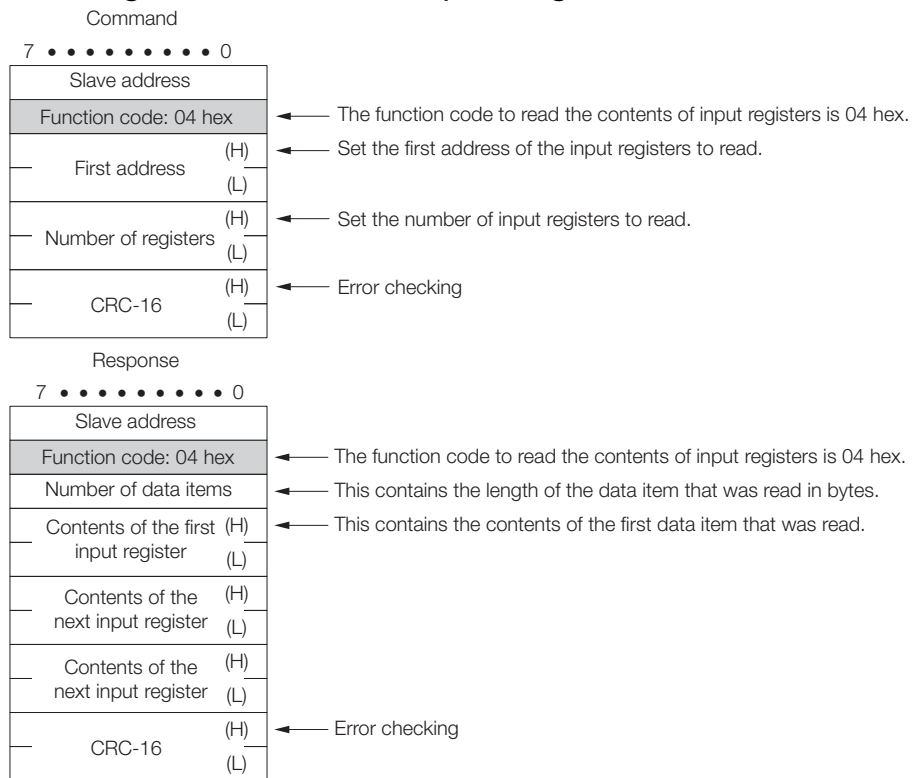 Command
7 • • • • • • • • • 0
Slave address
Function code: 04 hex
The function code to read the contents of input registers is 04 hex.
First address
(H)
(L)
Set the first address of the input registers to read.
Number of registers
(H)
(L)
Set the number of input registers to read.
CRC-16
(H)
(L)
Error checking
Response
7 • • • • • • • • • 0
Slave address
Function code: 04 hex
The function code to read the contents of input registers is 04 hex.
Number of data items
This contains the length of the data item that was read in bytes.
Contents of the first (H)
input register (L)
This contains the contents of the first data item that was read.
Contents of the (H)
next input register (L)
Contents of the (H)
next input register (L)
CRC-16
(H)
(L)
Error checking